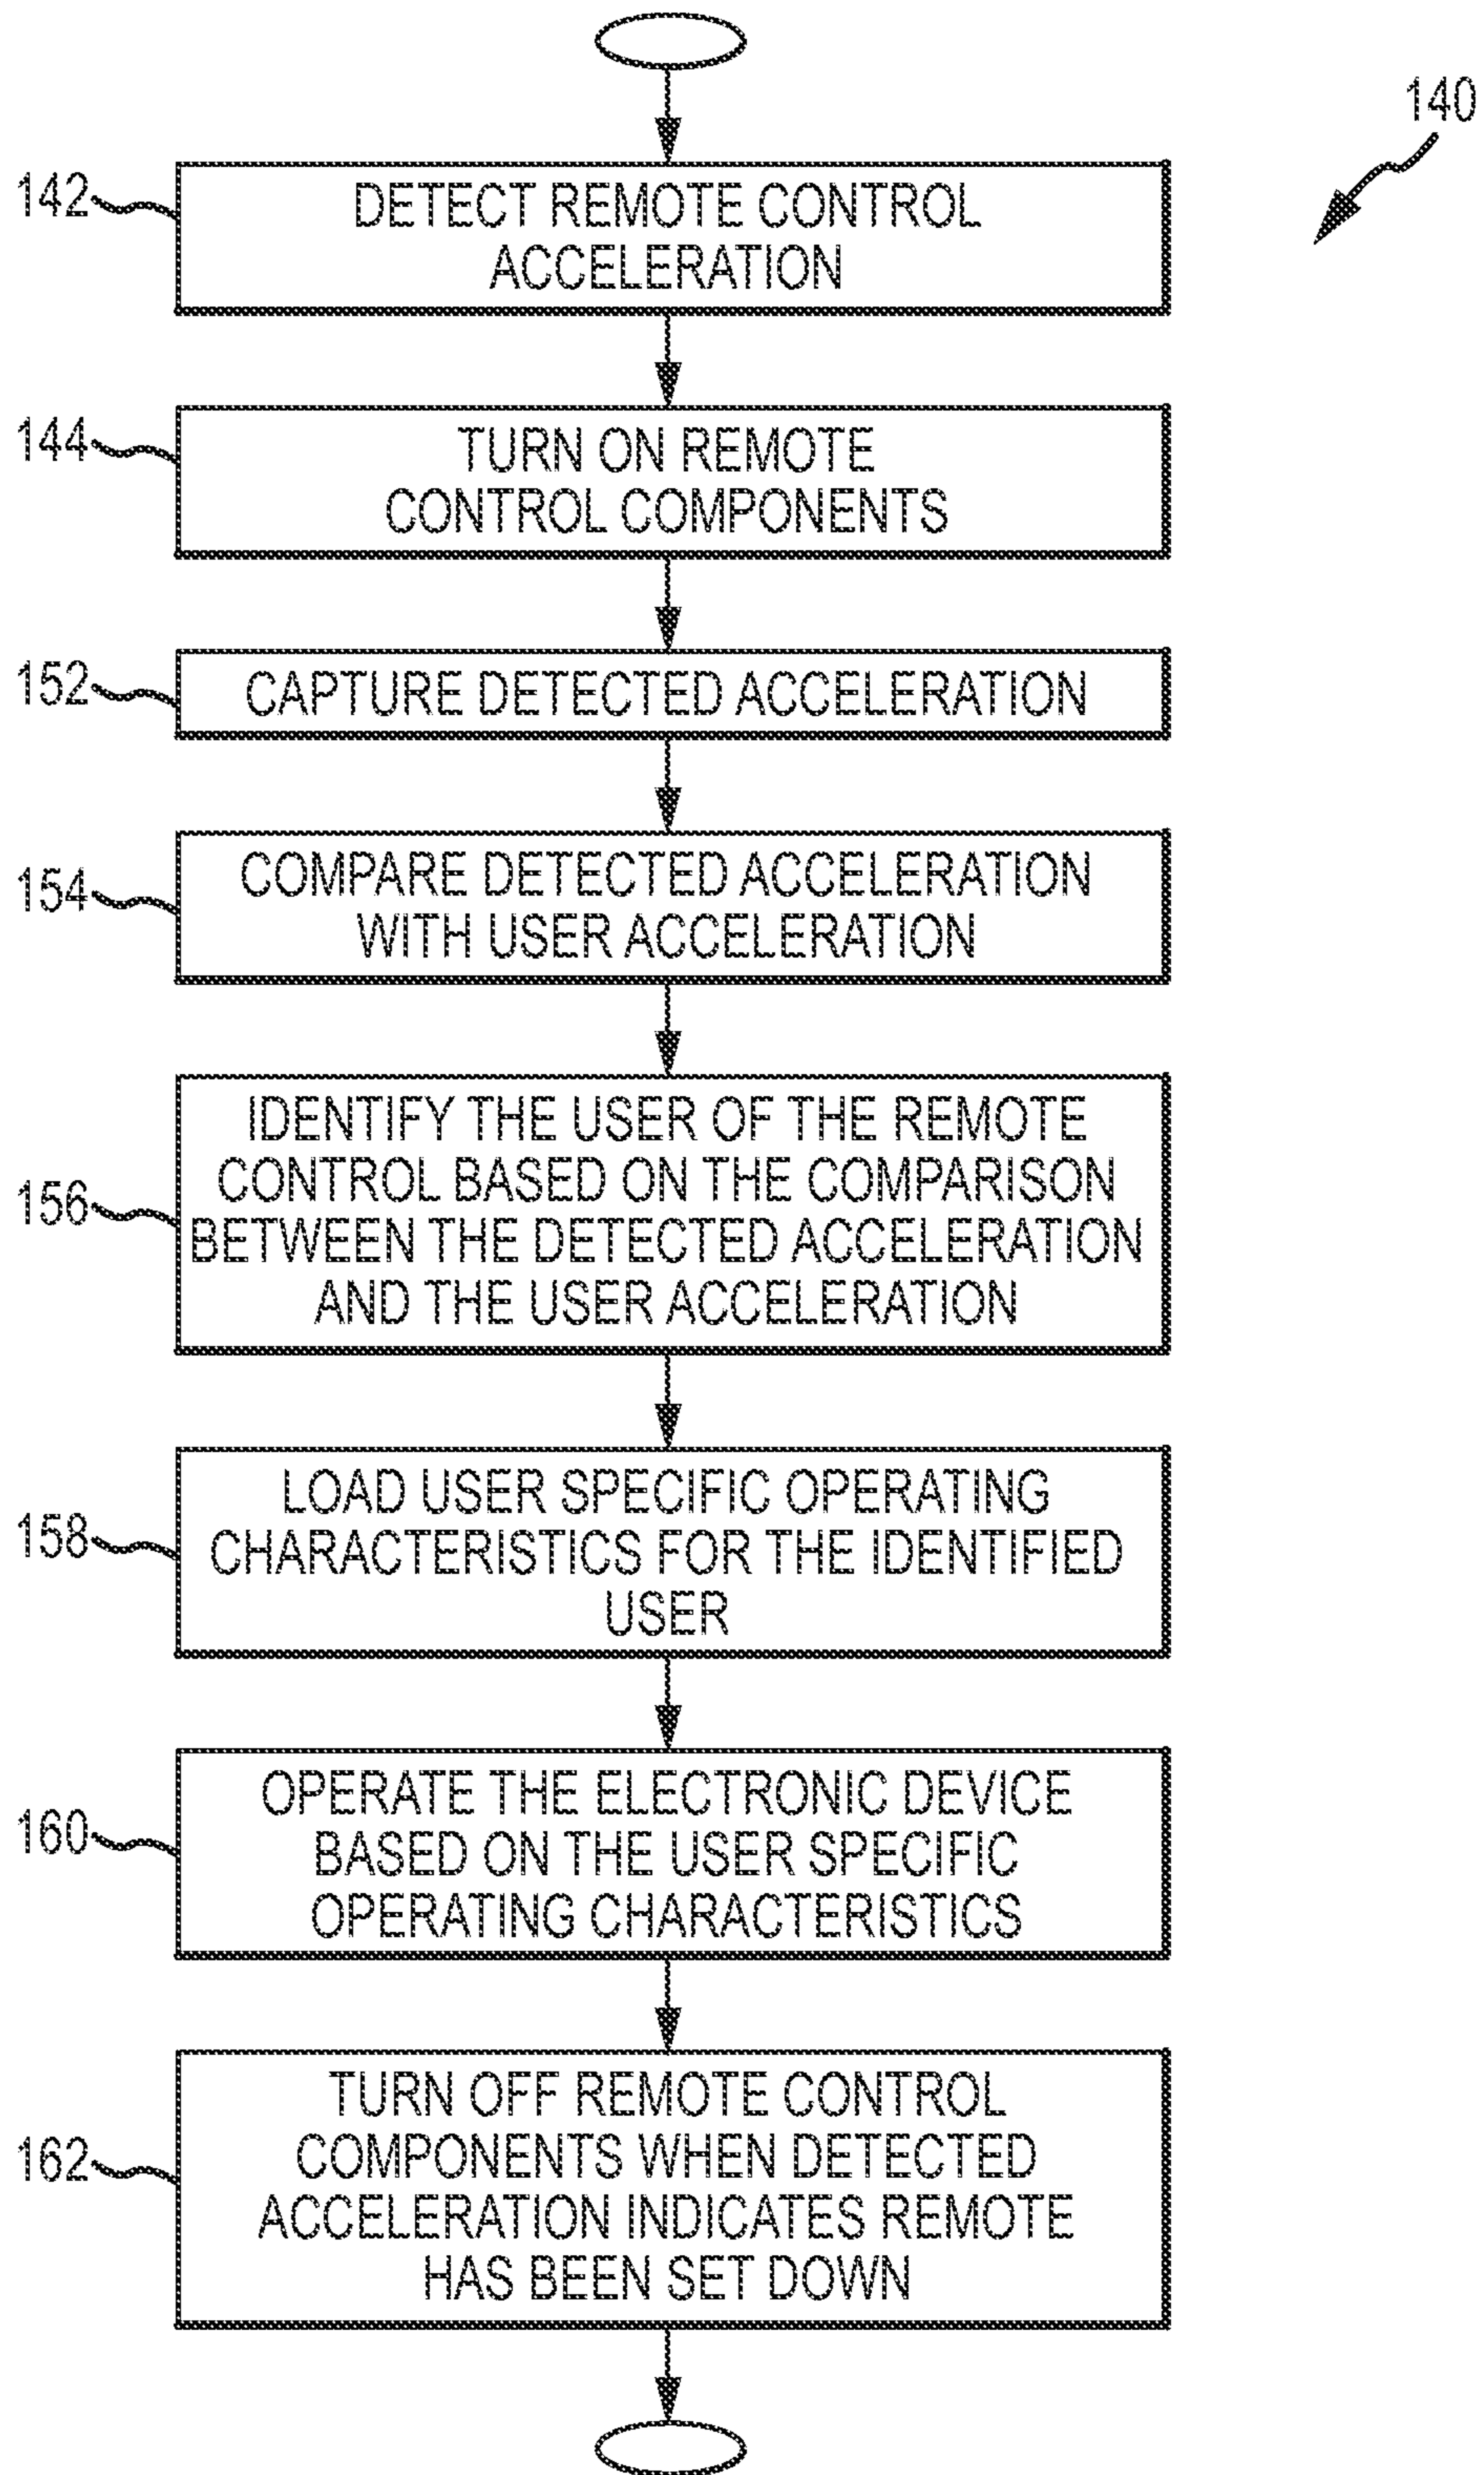 140
142
DETECT REMOTE CONTROL
ACCELERATION
144
TURN ON REMOTE
CONTROL COMPONENTS
152
CAPTURE DETECTED ACCELERATION
154
COMPARE DETECTED ACCELERATION
WITH USER ACCELERATION
156
IDENTIFY THE USER OF THE REMOTE
CONTROL BASED ON THE COMPARISON
BETWEEN THE DETECTED ACCELERATION
AND THE USER ACCELERATION
158
LOAD USER SPECIFIC OPERATING
CHARACTERISTICS FOR THE IDENTIFIED
USER
160
OPERATE THE ELECTRONIC DEVICE
BASED ON THE USER SPECIFIC
OPERATING CHARACTERISTICS
162
TURN OFF REMOTE CONTROL
COMPONENTS WHEN DETECTED
ACCELERATION INDICATES REMOTE
HAS BEEN SET DOWN